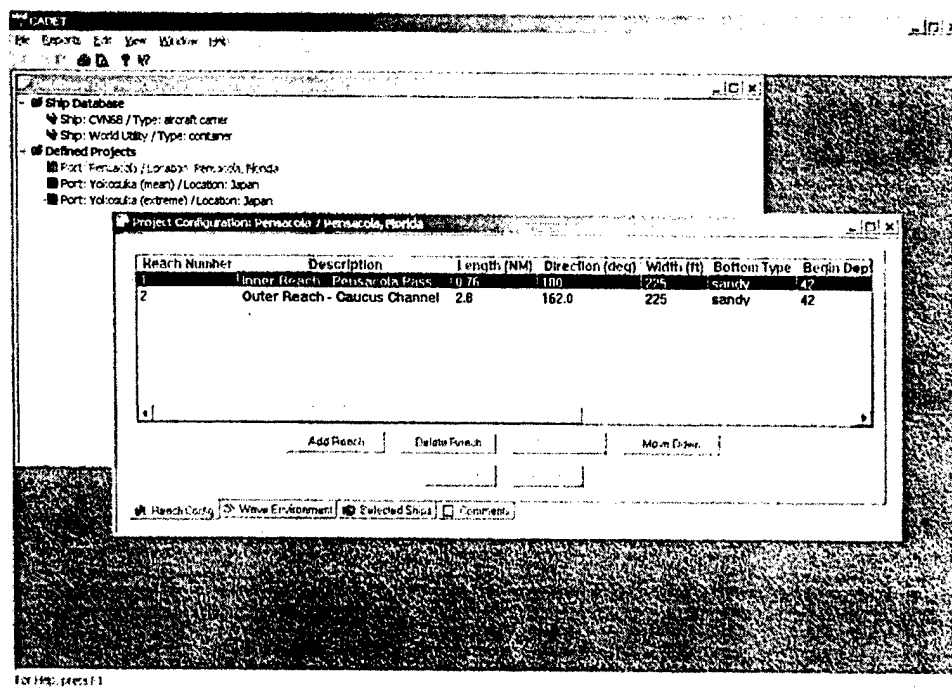 CADET
File Reports Edit View Window Help
Ship Database
Ship: CVN68 / Type: aircraft carrier
Ship: World Utility / Type: container
Defined Projects
Port: Pensacola / Location: Pensacola, Florida
Port: Yokosuka (mean) / Location: Japan
Port: Yokosuka (extreme) / Location: Japan
Project Configuration: Pensacola / Pensacola, Florida
Reach Number Description Length (NM) Direction (deg) Width (ft) Bottom Type Begin Dept
1 Inner Reach - Pensacola Pass 0.76 180 225 sandy 42
2 Outer Reach - Caucus Channel 2.8 162.0 225 sandy 42
Add Reach Delete Reach Move Down
Reach Config Wave Environment Selected Ships Comments
For Help, press F1